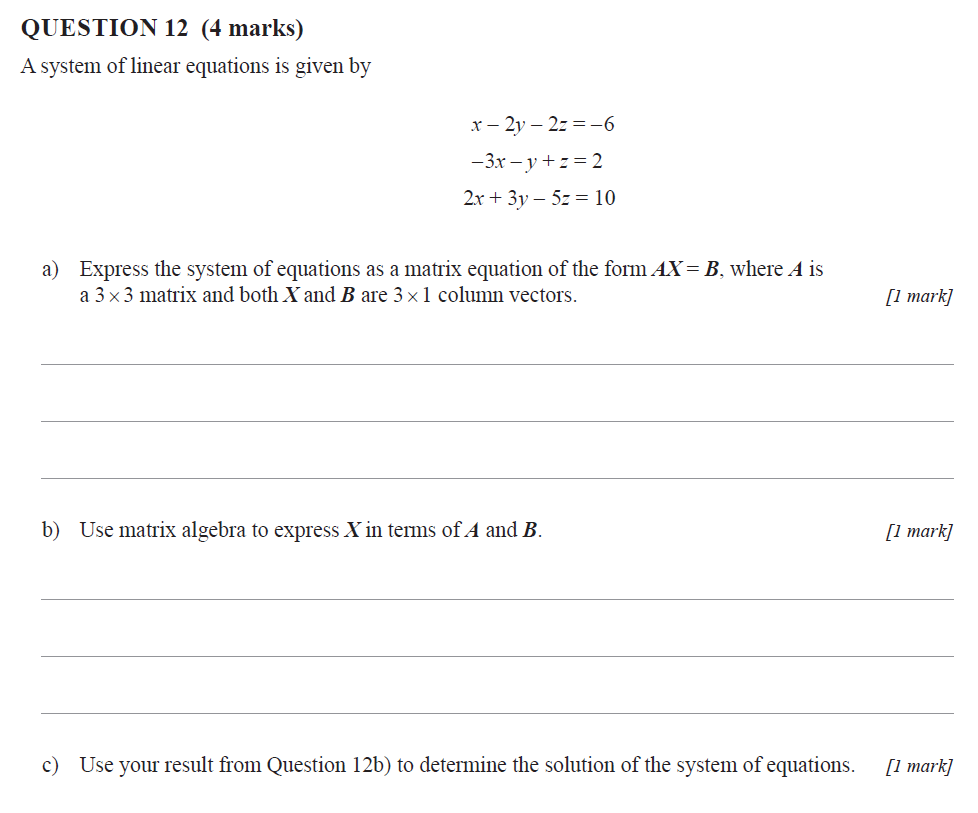 QUESTION 12 (4 marks)
A system of linear equations is given by
x – 2y – 2z = –6
–3x – y + z = 2
2x + 3y – 5z = 10
a) Express the system of equations as a matrix equation of the form AX = B, where A is
a 3 × 3 matrix and both X and B are 3 × 1 column vectors. [1 mark]
b) Use matrix algebra to express X in terms of A and B. [1 mark]
c) Use your result from Question 12b) to determine the solution of the system of equations. [1 mark]